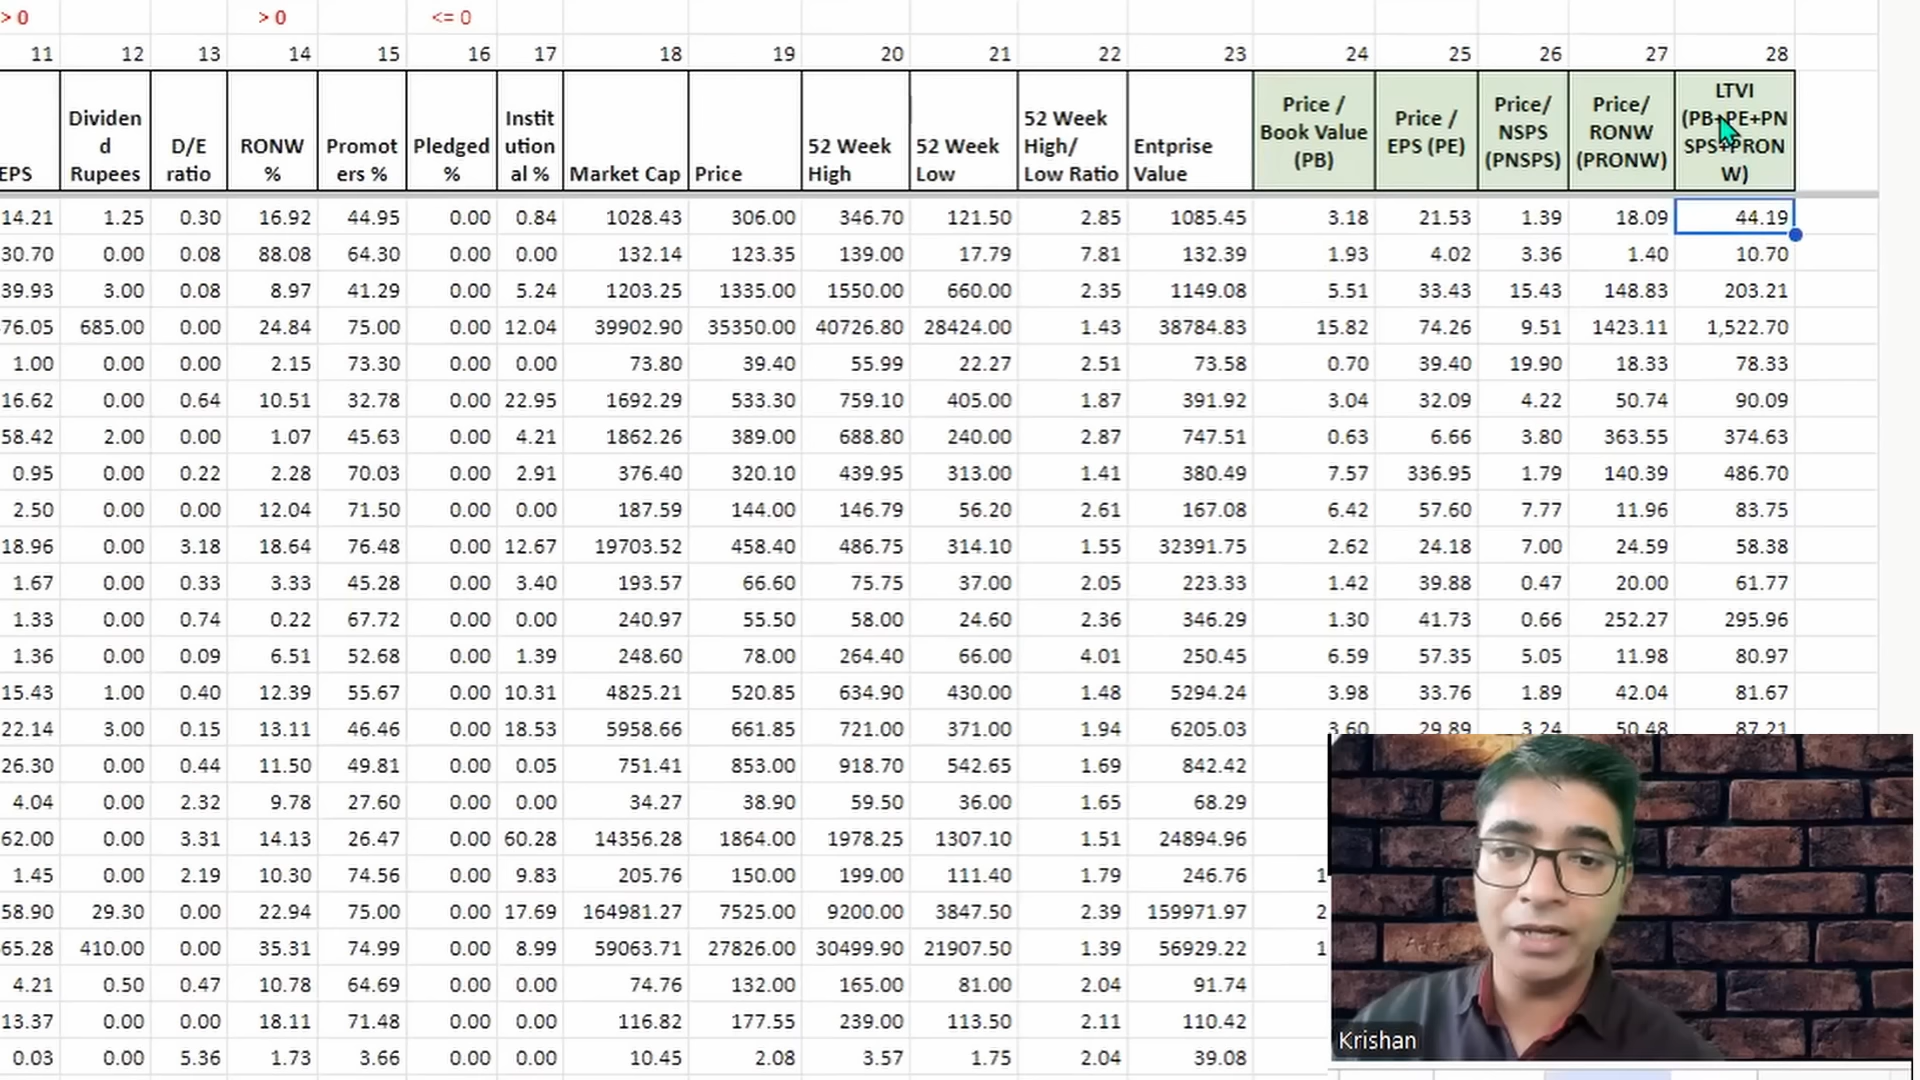 > 0 > 0 <= 0
11 12 13 14 15 16 17 18 19 20 21 22 23 24 25 26 27 28
EPS
Dividen
d
Rupees
D/E
ratio
RONW
%
Promot
ers %
Pledged
%
Instit
ution
al %
Market Cap
Price
52 Week
High
52 Week
Low
52 Week
High/
Low Ratio
Entprise
Value
Price /
Book Value
(PB)
Price /
EPS (PE)
Price/
NSPS
(PNSPS)
Price/
RONW
(PRONW)
LTVI
(PB+PE+PN
SPS+PRON
W)
14.21 1.25 0.30 16.92 44.95 0.00 0.84 1028.43 306.00 346.70 121.50 2.85 1085.45 3.18 21.53 1.39 18.09 44.19
30.70 0.00 0.08 88.08 64.30 0.00 0.00 132.14 123.35 139.00 17.79 7.81 132.39 1.93 4.02 3.36 1.40 10.70
39.93 3.00 0.08 8.97 41.29 0.00 5.24 1203.25 1335.00 1550.00 660.00 2.35 1149.08 5.51 33.43 15.43 148.83 203.21
76.05 685.00 0.00 24.84 75.00 0.00 12.04 39902.90 35350.00 40726.80 28424.00 1.43 38784.83 15.82 74.26 9.51 1423.11 1,522.70
1.00 0.00 0.00 2.15 73.30 0.00 0.00 73.80 39.40 55.99 22.27 2.51 73.58 0.70 39.40 19.90 18.33 78.33
16.62 0.00 0.64 10.51 32.78 0.00 22.95 1692.29 533.30 759.10 405.00 1.87 391.92 3.04 32.09 4.22 50.74 90.09
58.42 2.00 0.00 1.07 45.63 0.00 4.21 1862.26 389.00 688.80 240.00 2.87 747.51 0.63 6.66 3.80 363.55 374.63
0.95 0.00 0.22 2.28 70.03 0.00 2.91 376.40 320.10 439.95 313.00 1.41 380.49 7.57 336.95 1.79 140.39 486.70
2.50 0.00 0.00 12.04 71.50 0.00 0.00 187.59 144.00 146.79 56.20 2.61 167.08 6.42 57.60 7.77 11.96 83.75
18.96 0.00 3.18 18.64 76.48 0.00 12.67 19703.52 458.40 486.75 314.10 1.55 32391.75 2.62 24.18 7.00 24.59 58.38
1.67 0.00 0.33 3.33 45.28 0.00 3.40 193.57 66.60 75.75 37.00 2.05 223.33 1.42 39.88 0.47 20.00 61.77
1.33 0.00 0.74 0.22 67.72 0.00 0.00 240.97 55.50 58.00 24.60 2.36 346.29 1.30 41.73 0.66 252.27 295.96
1.36 0.00 0.09 6.51 52.68 0.00 1.39 248.60 78.00 264.40 66.00 4.01 250.45 6.59 57.35 5.05 11.98 80.97
15.43 1.00 0.40 12.39 55.67 0.00 10.31 4825.21 520.85 634.90 430.00 1.48 5294.24 3.98 33.76 1.89 42.04 81.67
22.14 3.00 0.15 13.11 46.46 0.00 18.53 5958.66 661.85 721.00 371.00 1.94 6205.03 3.60 29.89 3.24 50.48 87.21
26.30 0.00 0.44 11.50 49.81 0.00 0.05 751.41 853.00 918.70 542.65 1.69 842.42
4.04 0.00 2.32 9.78 27.60 0.00 0.00 34.27 38.90 59.50 36.00 1.65 68.29
62.00 0.00 3.31 14.13 26.47 0.00 60.28 14356.28 1864.00 1978.25 1307.10 1.51 24894.96
1.45 0.00 2.19 10.30 74.56 0.00 9.83 205.76 150.00 199.00 111.40 1.79 246.76 1
58.90 29.30 0.00 22.94 75.00 0.00 17.69 164981.27 7525.00 9200.00 3847.50 2.39 159971.97 2
65.28 410.00 0.00 35.31 74.99 0.00 8.99 59063.71 27826.00 30499.90 21907.50 1.39 56929.22 1
4.21 0.50 0.47 10.78 64.69 0.00 0.00 74.76 132.00 165.00 81.00 2.04 91.74
13.37 0.00 0.00 18.11 71.48 0.00 0.00 116.82 177.55 239.00 113.50 2.11 110.42
0.03 0.00 5.36 1.73 3.66 0.00 0.00 10.45 2.08 3.57 1.75 2.04 39.08
Krishan